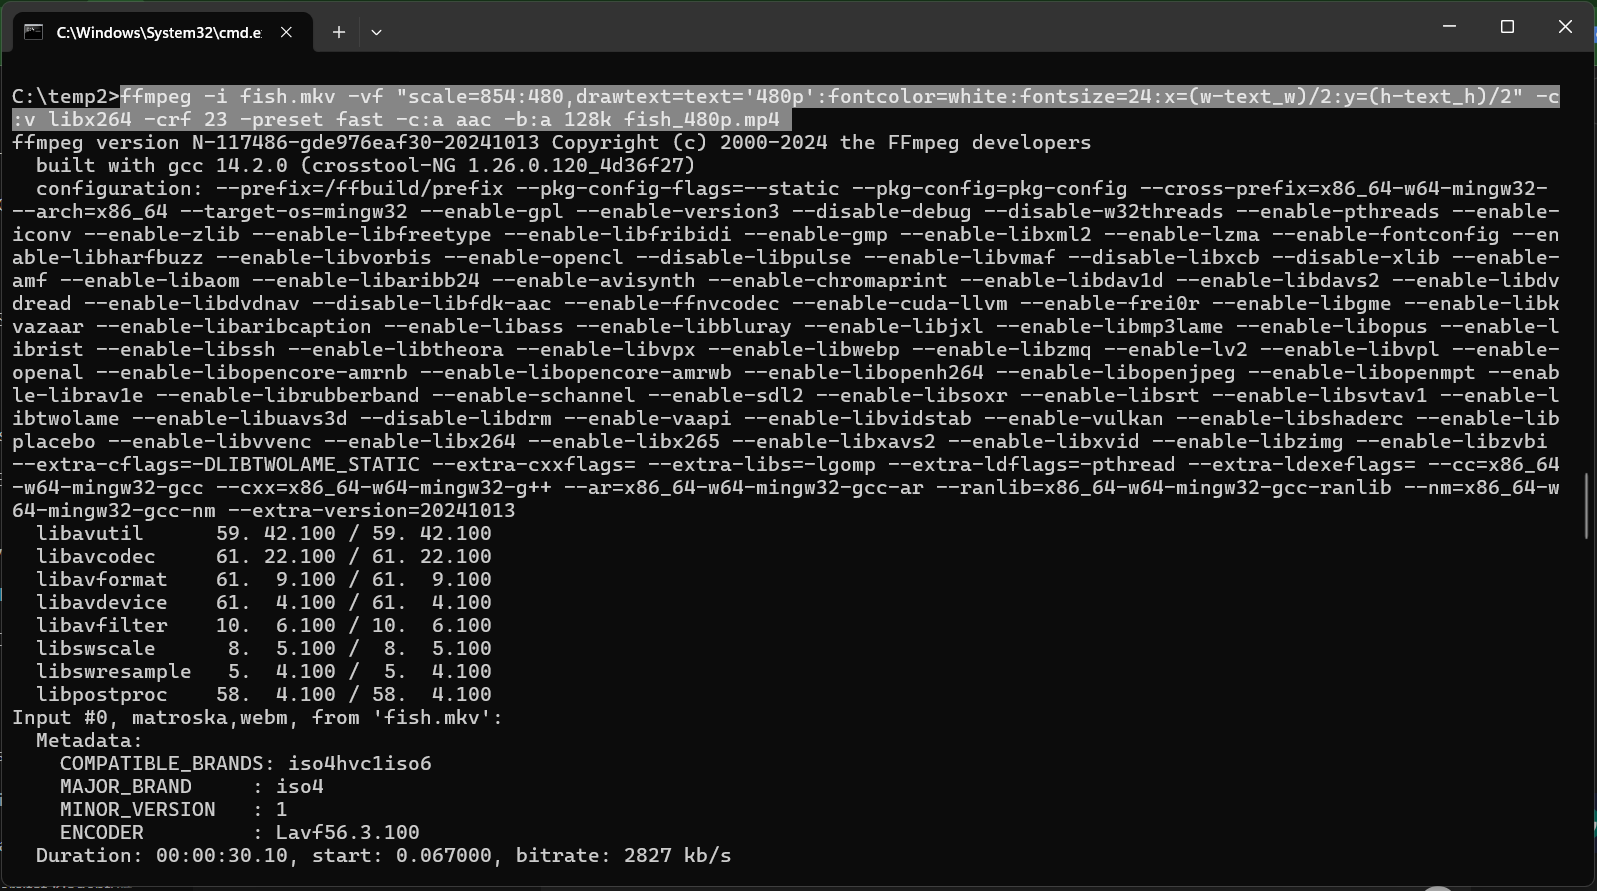 C:\Windows\System32\cmd.e
C:\temp2>ffmpeg -i fish.mkv -vf "scale=854:480,drawtext=text='480p':fontcolor=white:fontsize=24:x=(w-text_w)/2:y=(h-text_h)/2" -c
:v libx264 -crf 23 -preset fast -c:a aac -b:a 128k fish_480p.mp4
ffmpeg version N-117486-gde976eaf30-20241013 Copyright (c) 2000-2024 the FFmpeg developers
  built with gcc 14.2.0 (crosstool-NG 1.26.0.120_4d36f27)
  configuration: --prefix=/ffbuild/prefix --pkg-config-flags=--static --pkg-config=pkg-config --cross-prefix=x86_64-w64-mingw32-
--arch=x86_64 --target-os=mingw32 --enable-gpl --enable-version3 --disable-debug --disable-w32threads --enable-pthreads --enable-
iconv --enable-zlib --enable-libfreetype --enable-libfribidi --enable-gmp --enable-libxml2 --enable-lzma --enable-fontconfig --en
able-libharfbuzz --enable-libvorbis --enable-opencl --disable-libpulse --enable-libvmaf --disable-libxcb --disable-xlib --enable-
amf --enable-libaom --enable-libaribb24 --enable-avisynth --enable-chromaprint --enable-libdav1d --enable-libdavs2 --enable-libdv
dread --enable-libdvdnav --disable-libfdk-aac --enable-ffnvcodec --enable-cuda-llvm --enable-frei0r --enable-libgme --enable-libk
vazaar --enable-libaribcaption --enable-libass --enable-libbluray --enable-libjxl --enable-libmp3lame --enable-libopus --enable-l
ibrist --enable-libssh --enable-libtheora --enable-libvpx --enable-libwebp --enable-libzmq --enable-lv2 --enable-libvpl --enable-
openal --enable-libopencore-amrnb --enable-libopencore-amrwb --enable-libopenh264 --enable-libopenjpeg --enable-libopenmpt --enab
le-librav1e --enable-librubberband --enable-schannel --enable-sdl2 --enable-libsoxr --enable-libsrt --enable-libsvtav1 --enable-l
ibtwolame --enable-libuavs3d --disable-libdrm --enable-vaapi --enable-libvidstab --enable-vulkan --enable-libshaderc --enable-lib
placebo --enable-libvvenc --enable-libx264 --enable-libx265 --enable-libxavs2 --enable-libxvid --enable-libzimg --enable-libzvbi
--extra-cflags=-DLIBTWOLAME_STATIC --extra-cxxflags= --extra-libs=-lgomp --extra-ldflags=-pthread --extra-ldexeflags= --cc=x86_64
-w64-mingw32-gcc --cxx=x86_64-w64-mingw32-g++ --ar=x86_64-w64-mingw32-gcc-ar --ranlib=x86_64-w64-mingw32-gcc-ranlib --nm=x86_64-w
64-mingw32-gcc-nm --extra-version=20241013
  libavutil      59. 42.100 / 59. 42.100
  libavcodec     61. 22.100 / 61. 22.100
  libavformat    61.  9.100 / 61.  9.100
  libavdevice    61.  4.100 / 61.  4.100
  libavfilter    10.  6.100 / 10.  6.100
  libswscale      8.  5.100 /  8.  5.100
  libswresample   5.  4.100 /  5.  4.100
  libpostproc    58.  4.100 / 58.  4.100
Input #0, matroska,webm, from 'fish.mkv':
  Metadata:
    COMPATIBLE_BRANDS: iso4hvc1iso6
    MAJOR_BRAND     : iso4
    MINOR_VERSION   : 1
    ENCODER         : Lavf56.3.100
  Duration: 00:00:30.10, start: 0.067000, bitrate: 2827 kb/s